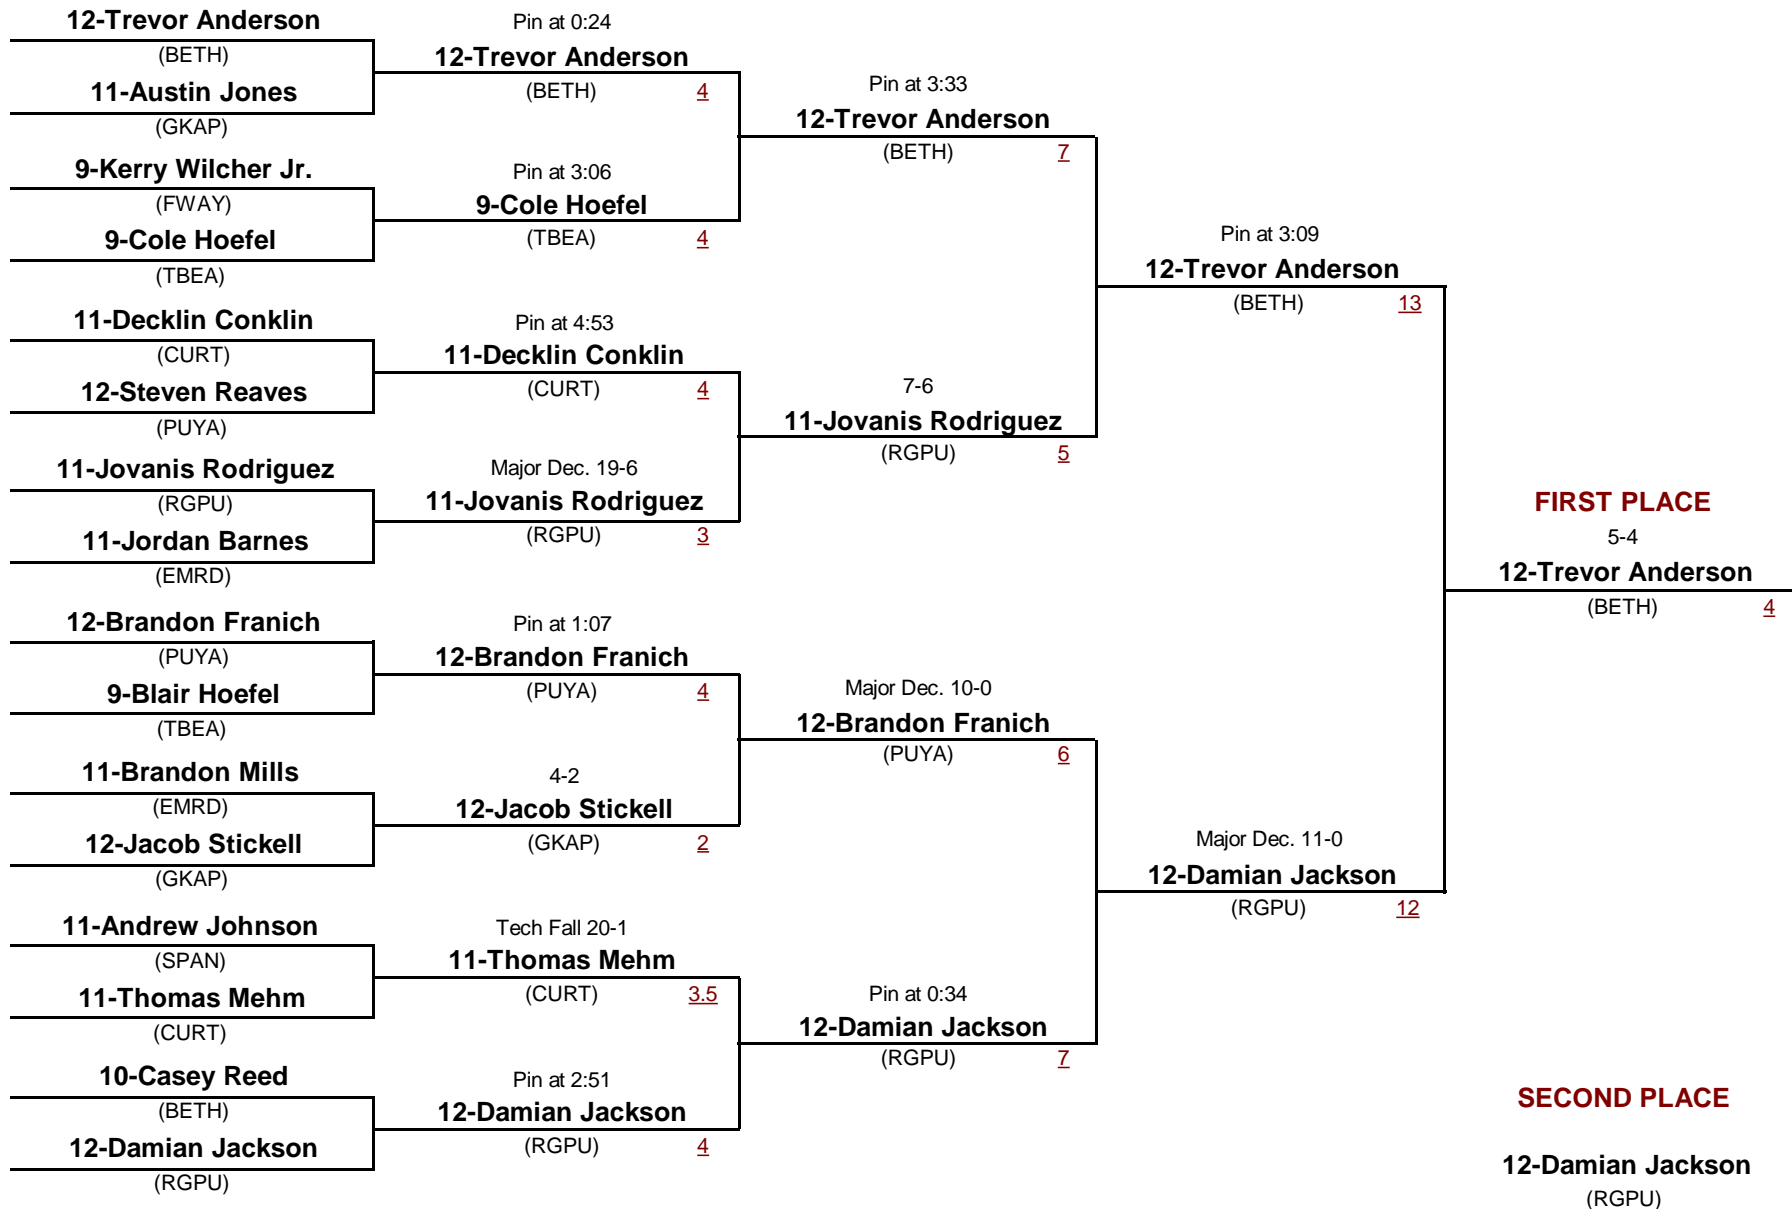 12-Trevor Anderson
(BETH)
11-Austin Jones
(GKAP)
9-Kerry Wilcher Jr.
(FWAY)
9-Cole Hoefel
(TBEA)
11-Decklin Conklin
(CURT)
12-Steven Reaves
(PUYA)
11-Jovanis Rodriguez
(RGPU)
11-Jordan Barnes
(EMRD)
12-Brandon Franich
(PUYA)
9-Blair Hoefel
(TBEA)
11-Brandon Mills
(EMRD)
12-Jacob Stickell
(GKAP)
11-Andrew Johnson
(SPAN)
11-Thomas Mehm
(CURT)
10-Casey Reed
(BETH)
12-Damian Jackson
(RGPU)
Pin at 0:24
12-Trevor Anderson
(BETH) 4
Pin at 3:06
9-Cole Hoefel
(TBEA) 4
Pin at 4:53
11-Decklin Conklin
(CURT) 4
Major Dec. 19-6
11-Jovanis Rodriguez
(RGPU) 3
Pin at 1:07
12-Brandon Franich
(PUYA) 4
4-2
12-Jacob Stickell
(GKAP) 2
Tech Fall 20-1
11-Thomas Mehm
(CURT) 3.5
Pin at 2:51
12-Damian Jackson
(RGPU) 4
Pin at 3:33
12-Trevor Anderson
(BETH) 7
7-6
11-Jovanis Rodriguez
(RGPU) 5
Major Dec. 10-0
12-Brandon Franich
(PUYA) 6
Pin at 0:34
12-Damian Jackson
(RGPU) 7
Pin at 3:09
12-Trevor Anderson
(BETH) 13
Major Dec. 11-0
12-Damian Jackson
(RGPU) 12
FIRST PLACE
5-4
12-Trevor Anderson
(BETH) 4
SECOND PLACE
12-Damian Jackson
(RGPU)